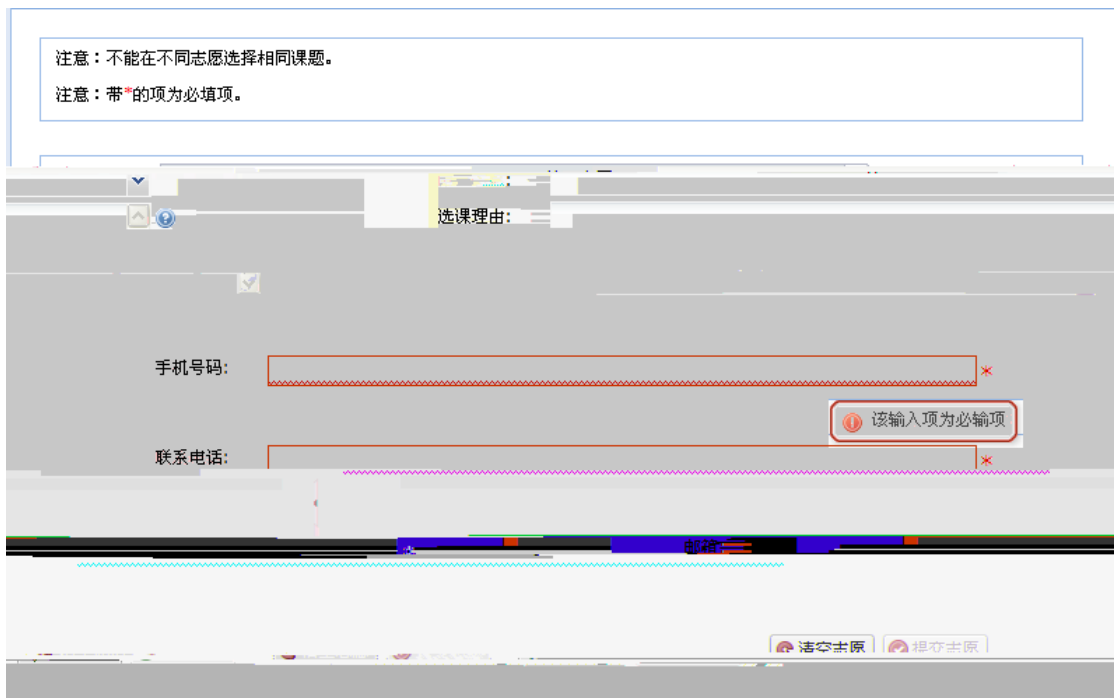 注意：不能在不同志愿选择相同课题。
注意：带*的项为必填项。
选课理由:
手机号码:
*
该输入项为必输项
联系电话:
*
邮箱
清空志愿 提交志愿